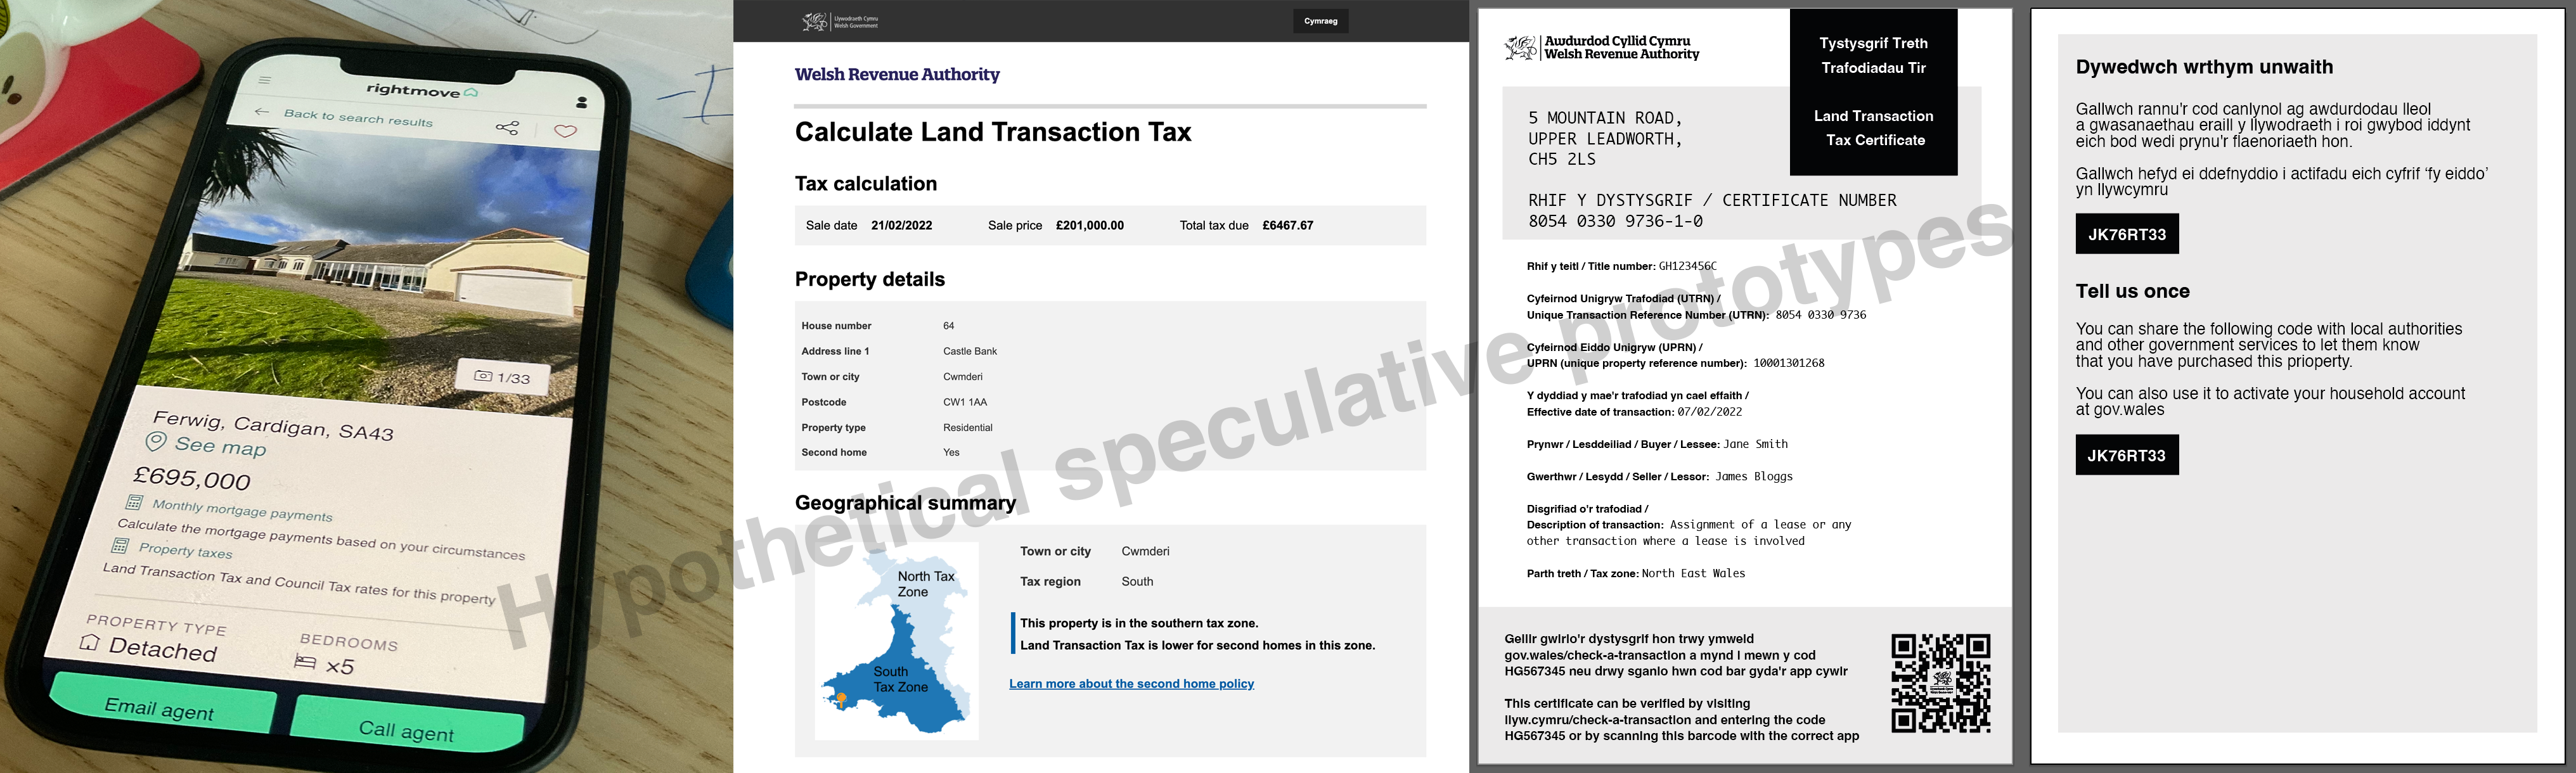 rightmove
Back to search results
1/33
Ferwig, Cardigan, SA43
See map
£695,000
Monthly mortgage payments
Calculate the mortgage payments based on your circumstances
Property taxes
Land Transaction Tax and Council Tax rates for this property
PROPERTY TYPE
Detached
BEDROOMS
×5
Email agent
Call agent
Llywodraeth Cymru
Welsh Government
Cymraeg
Welsh Revenue Authority
Calculate Land Transaction Tax
Tax calculation
Sale date 21/02/2022 Sale price £201,000.00 Total tax due £6467.67
Property details
House number 64
Address line 1 Castle Bank
Town or city Cwmderi
Postcode CW1 1AA
Property type Residential
Second home Yes
Geographical summary
North Tax
Zone
South
Tax Zone
Town or city Cwmderi
Tax region South
This property is in the southern tax zone.
Land Transaction Tax is lower for second homes in this zone.
Learn more about the second home policy
Hypothetical speculative prototypes
Awdurdod Cyllid Cymru
Welsh Revenue Authority
Tystysgrif Treth
Trafodiadau Tir
Land Transaction
Tax Certificate
5 MOUNTAIN ROAD,
UPPER LEADWORTH,
CH5 2LS
RHIF Y DYSTYSGRIF / CERTIFICATE NUMBER
8054 0330 9736-1-0
Rhif y teitl / Title number: GH123456C
Cyfeirnod Unigryw Trafodiad (UTRN) /
Unique Transaction Reference Number (UTRN): 8054 0330 9736
Cyfeirnod Eiddo Unigryw (UPRN) /
UPRN (unique property reference number): 10001301268
Y dyddiad y mae'r trafodiad yn cael effaith /
Effective date of transaction: 07/02/2022
Prynwr / Lesddeiliad / Buyer / Lessee: Jane Smith
Gwerthwr / Lesydd / Seller / Lessor: James Bloggs
Disgrifiad o'r trafodiad /
Description of transaction: Assignment of a lease or any
other transaction where a lease is involved
Parth treth / Tax zone: North East Wales
Gellir gwirio'r dystysgrif hon trwy ymweld
gov.wales/check-a-transaction a mynd i mewn y cod
HG567345 neu drwy sganio hwn cod bar gyda'r app cywir
This certificate can be verified by visiting
llyw.cymru/check-a-transaction and entering the code
HG567345 or by scanning this barcode with the correct app
Dywedwch wrthym unwaith
Gallwch rannu'r cod canlynol ag awdurdodau lleol
a gwasanaethau eraill y llywodraeth i roi gwybod iddynt
eich bod wedi prynu'r flaenoriaeth hon.
Gallwch hefyd ei ddefnyddio i actifadu eich cyfrif ‘fy eiddo’
yn llywcymru
JK76RT33
Tell us once
You can share the following code with local authorities
and other government services to let them know
that you have purchased this prioperty.
You can also use it to activate your household account
at gov.wales
JK76RT33